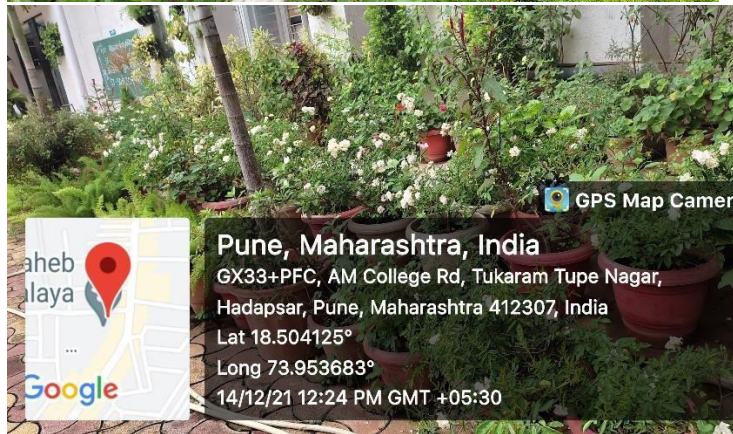 GPS Map Camer
Pune, Maharashtra, India
GX33+PFC, AM College Rd, Tukaram Tupe Nagar,
Hadapsar, Pune, Maharashtra 412307, India
Lat 18.504125°
Long 73.953683°
14/12/21 12:24 PM GMT +05:30
aheb
laya
...
Google